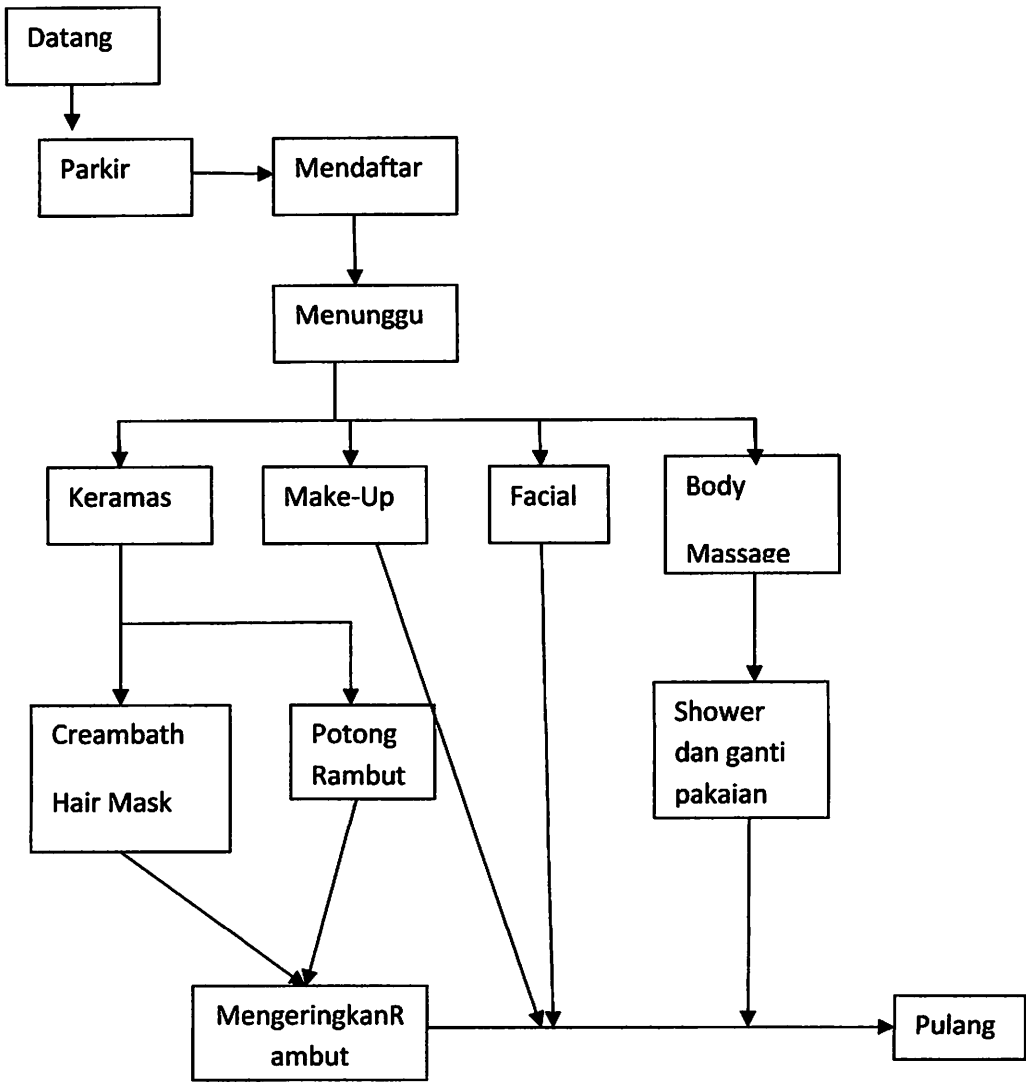 Datang
Parkir
Mendaftar
Menunggu
Keramas
Make-Up
Facial
Body
Massage
Creambath
Hair Mask
Potong
Rambut
Shower
dan ganti
pakaian
MengeringkanR
ambut
Pulang